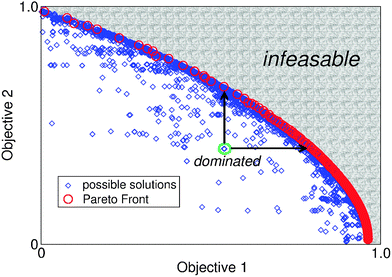 1.0
infeasable
Objective 2
dominated
possible solutions
Pareto Front
0
0
1.0
Objective 1